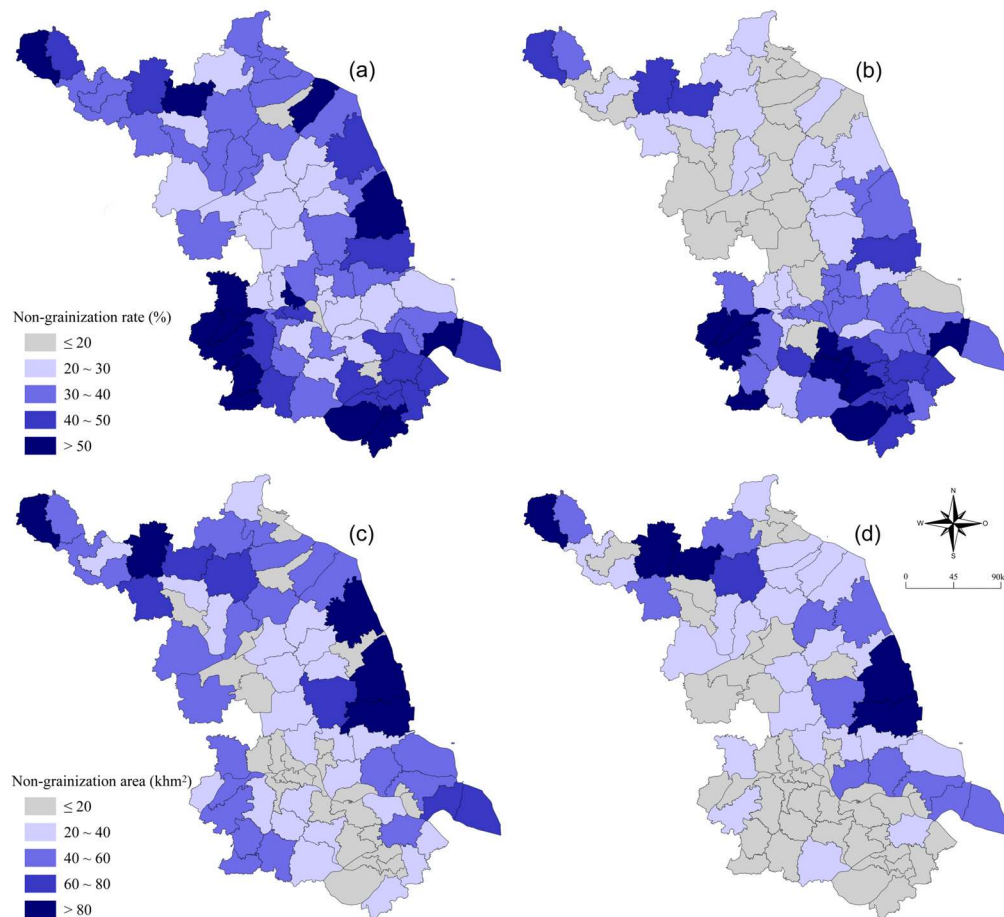 (a)
(b)
Non-grainization rate (%)
≤ 20
20 ~ 30
30 ~ 40
40 ~ 50
> 50
(c)
(d)
N
W
O
S
0 45 90k
Non-grainization area (khm²)
≤ 20
20 ~ 40
40 ~ 60
60 ~ 80
> 80